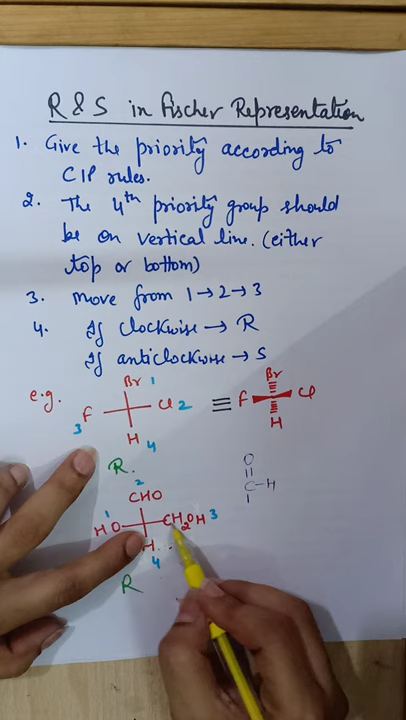 R & S in Fischer Representation
1. Give the priority according to
CIP rules.
2. The 4th priority group should
be on vertical line. (either
top or bottom)
3. Move from 1→2→3
4. If clockwise → R
If anticlockwise → S
e.g.
Br 1
F 3
Cl 2
H 4
≡
Br
F
Cl
H
R.
2
CHO
1
HO
CH2OH 3
H
4
R
O
C-H